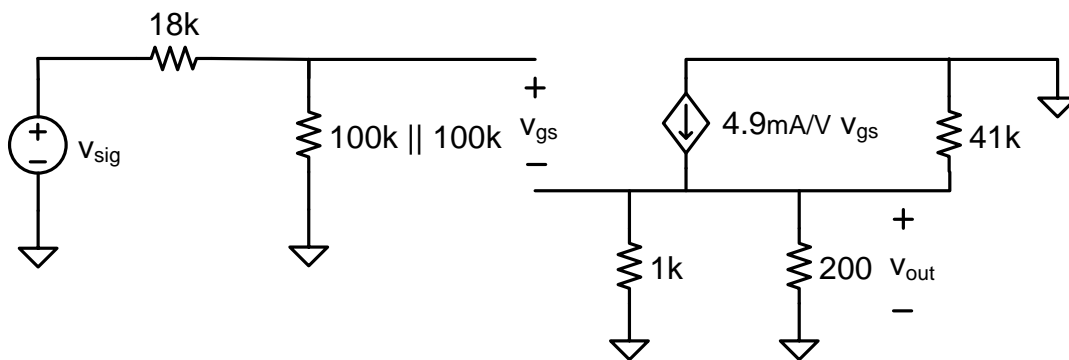 18k
+
−
v_sig
100k || 100k
+
v_gs
−
4.9mA/V v_gs
41k
1k
200
+
v_out
−